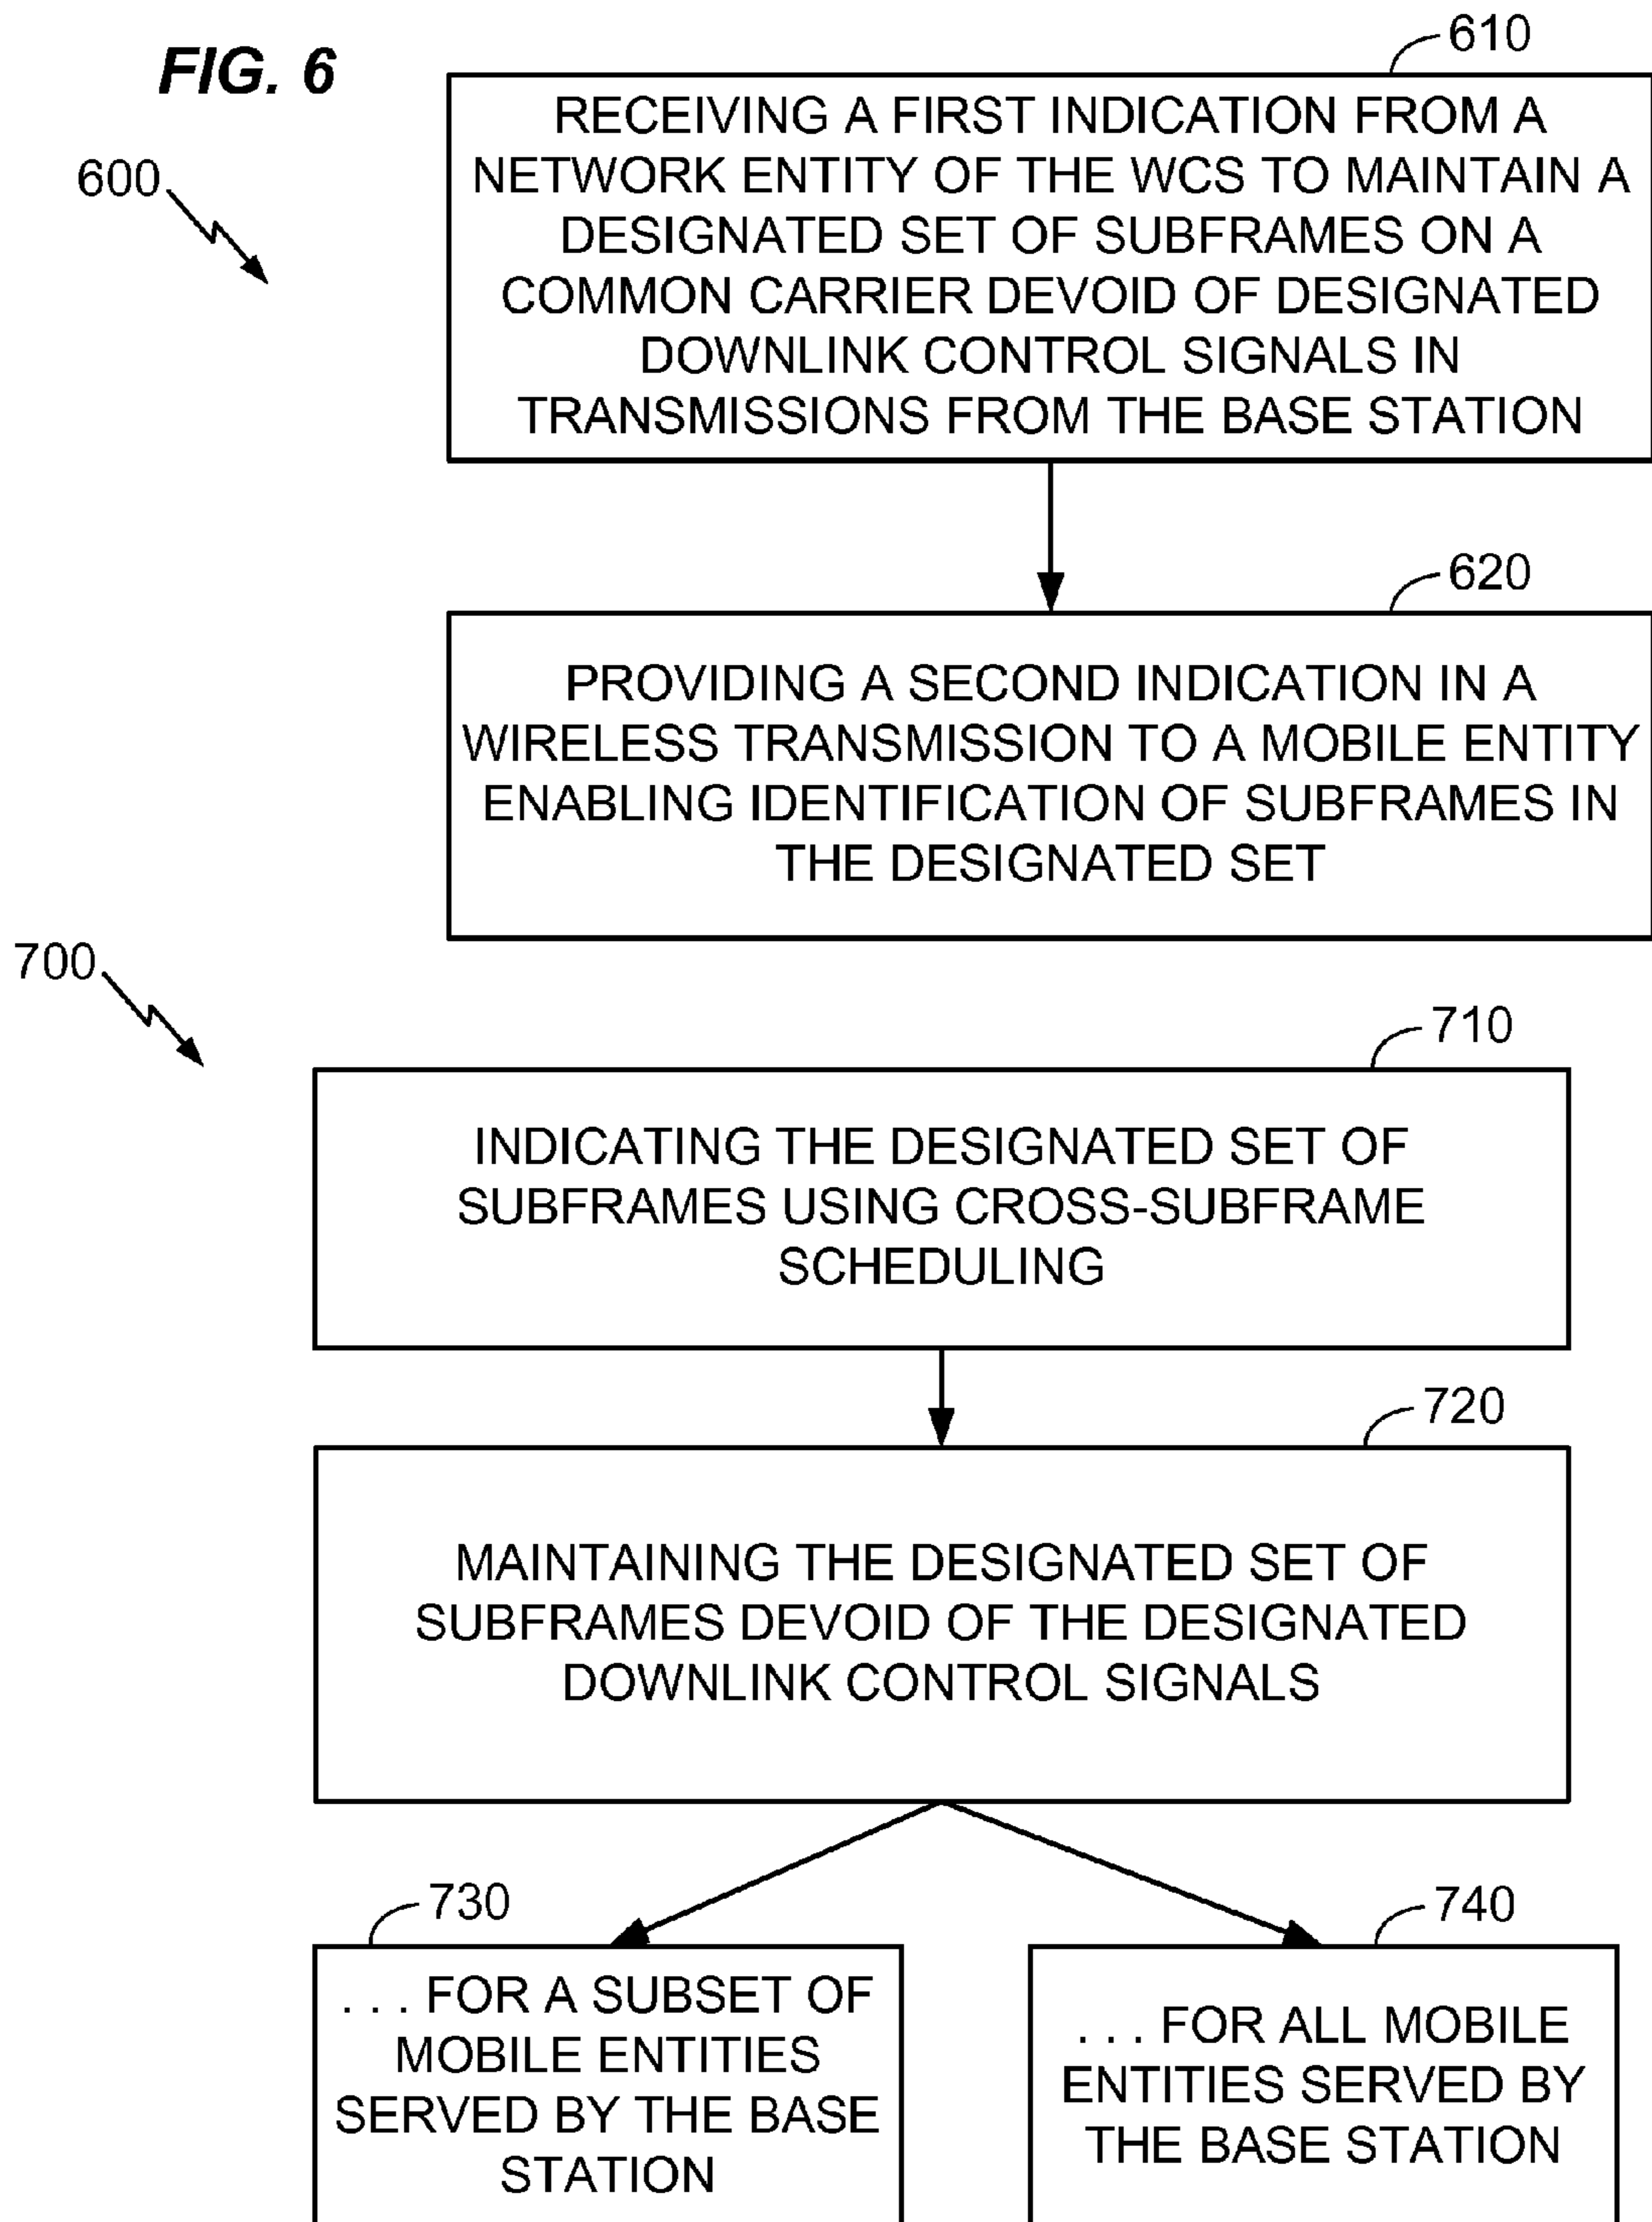 FIG. 6
600
610
RECEIVING A FIRST INDICATION FROM A
NETWORK ENTITY OF THE WCS TO MAINTAIN A
DESIGNATED SET OF SUBFRAMES ON A
COMMON CARRIER DEVOID OF DESIGNATED
DOWNLINK CONTROL SIGNALS IN
TRANSMISSIONS FROM THE BASE STATION
620
PROVIDING A SECOND INDICATION IN A
WIRELESS TRANSMISSION TO A MOBILE ENTITY
ENABLING IDENTIFICATION OF SUBFRAMES IN
THE DESIGNATED SET
700
710
INDICATING THE DESIGNATED SET OF
SUBFRAMES USING CROSS-SUBFRAME
SCHEDULING
720
MAINTAINING THE DESIGNATED SET OF
SUBFRAMES DEVOID OF THE DESIGNATED
DOWNLINK CONTROL SIGNALS
730
. . . FOR A SUBSET OF
MOBILE ENTITIES
SERVED BY THE BASE
STATION
740
. . . FOR ALL MOBILE
ENTITIES SERVED BY
THE BASE STATION